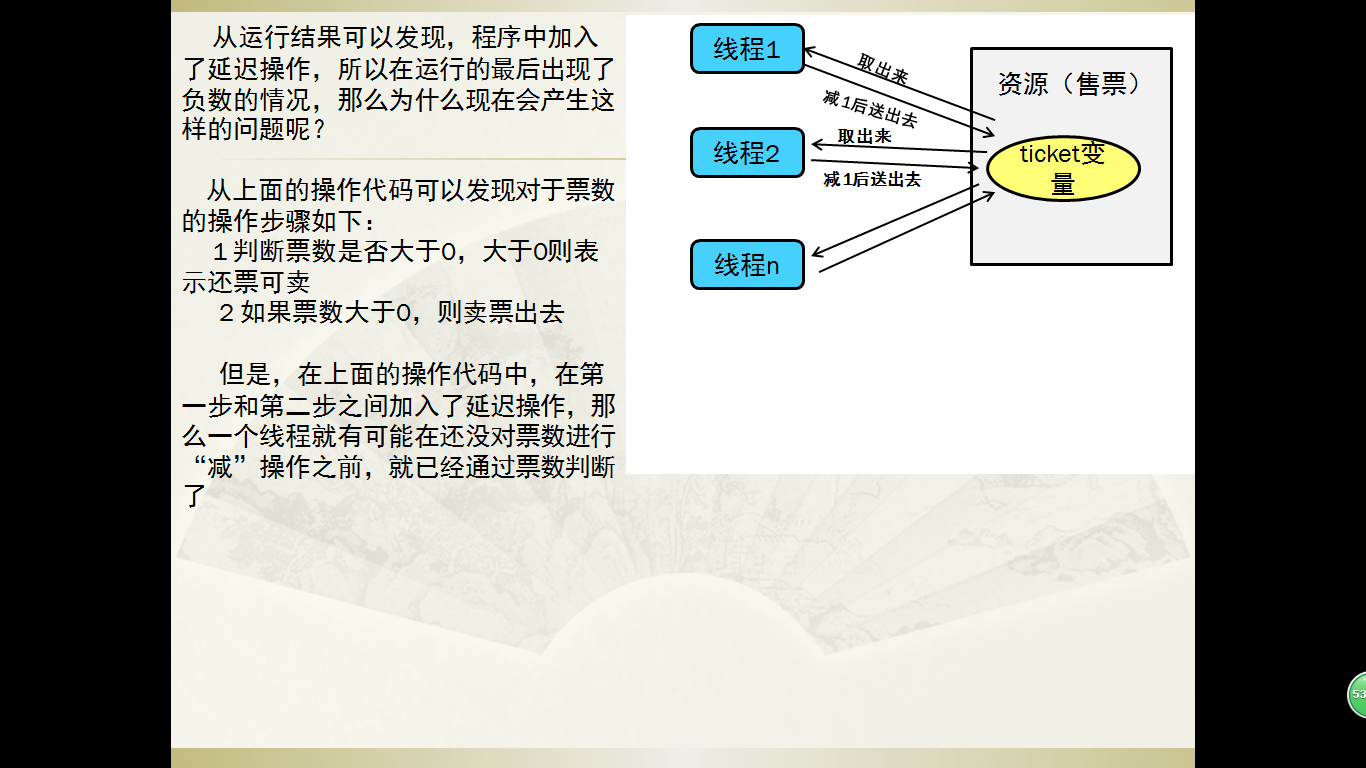 从运行结果可以发现，程序中加入
了延迟操作，所以在运行的最后出现了
负数的情况，那么为什么现在会产生这
样的问题呢？
从上面的操作代码可以发现对于票数
的操作步骤如下：
１判断票数是否大于0，大于0则表
示还票可卖
２如果票数大于0，则卖票出去
但是，在上面的操作代码中，在第
一步和第二步之间加入了延迟操作，那
么一个线程就有可能在还没对票数进行
“减”操作之前，就已经通过票数判断
了
线程1
取出来
减1后送出去
线程2
取出来
减1后送出去
线程n
资源（售票）
ticket变
量
53